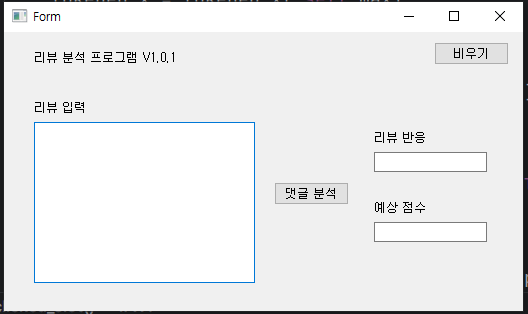 Form
리뷰 분석 프로그램 V1.0.1
비우기
리뷰 입력
리뷰 반응
댓글 분석
예상 점수